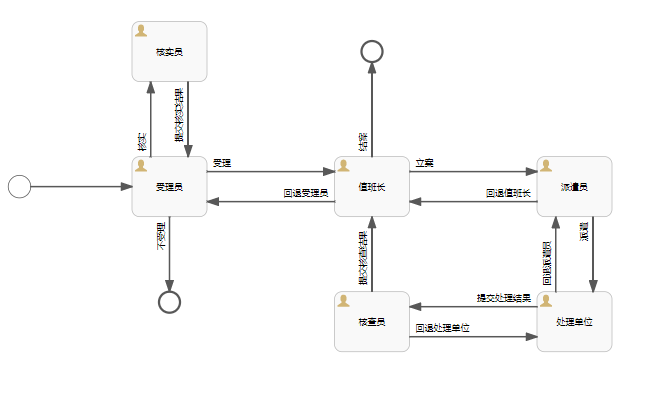 核实员
核实
提交核实结果
结案
受理员
受理
回退受理员
值班长
立案
回退值班长
派遣员
不受理
提交核查结果
回退派遣员
派遣
核查员
提交处理结果
回退处理单位
处理单位